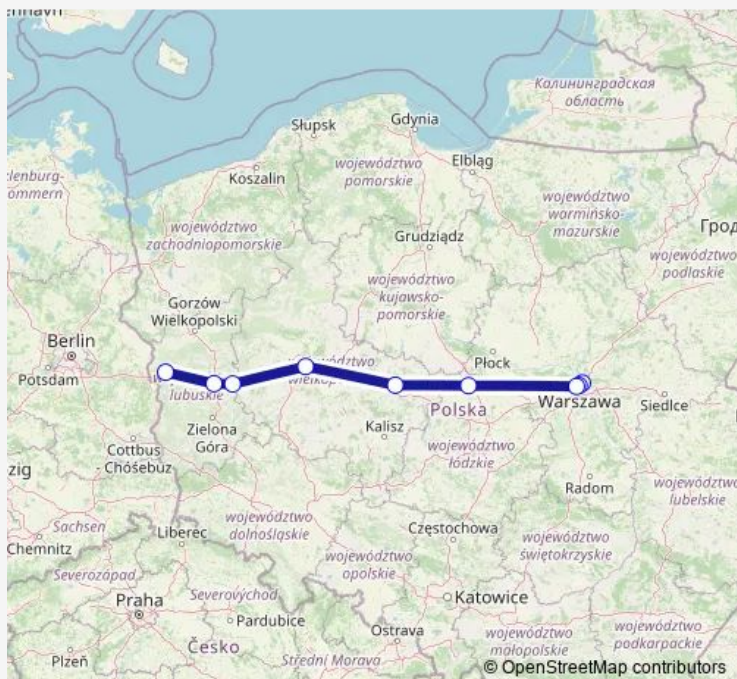 Słupsk
Gdynia
Калининградская
область
Elbląg
Koszalin
województwo
pomorskie
województwo
zachodniopomorskie
województwo
warmińsko-
mazurskie
Grudziądz
województwo
kujawsko-
pomorskie
województwo
podlaskie
Gorzów
Wielkopolski
Berlin
Potsdam
lubuskie
województwo
Płock
Warszawa
Siedlce
Polska
Kalisz
Zielona
Góra
Cottbus
- Chóśebuz
województwo
łódzkie
Radom
województwo
lubelskie
Sachsen
Chemnitz
Liberec
województwo
dolnośląskie
Częstochowa
województwo
świętokrzyskie
województwo
opolskie
Severozápad
Severovýchod
Praha
Pardubice
Katowice
Česko
Plzeň
Ostrava
Střední Morava
województwo
małopolskie
województwo
podkarpackie
© OpenStreetMap contributors